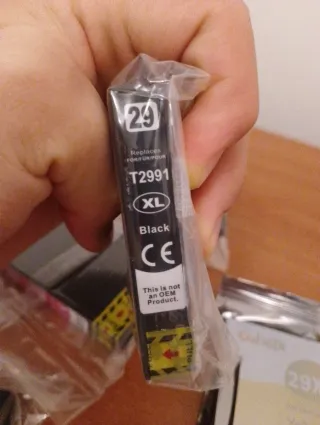 29
Replaces
T2991
XL
Black
CE
This is not
an OEM
Product.
29X